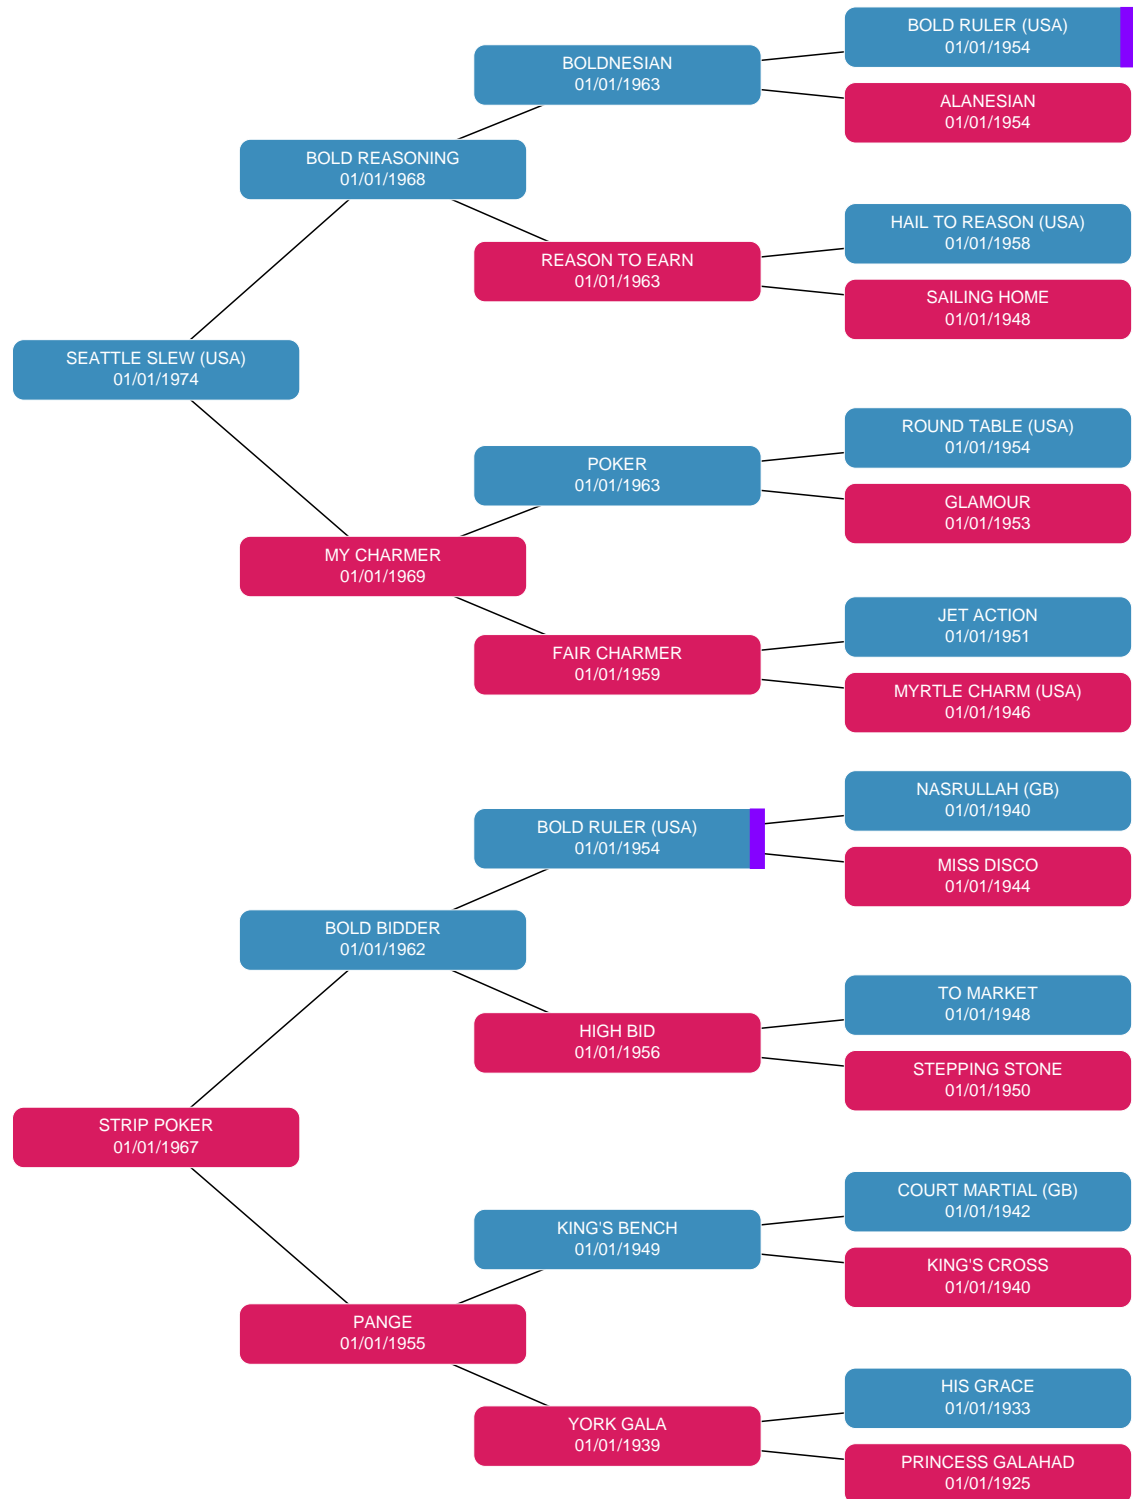 BOLD RULER (USA)
01/01/1954
BOLDNESIAN
01/01/1963
ALANESIAN
01/01/1954
BOLD REASONING
01/01/1968
HAIL TO REASON (USA)
01/01/1958
REASON TO EARN
01/01/1963
SAILING HOME
01/01/1948
SEATTLE SLEW (USA)
01/01/1974
ROUND TABLE (USA)
01/01/1954
POKER
01/01/1963
GLAMOUR
01/01/1953
MY CHARMER
01/01/1969
JET ACTION
01/01/1951
FAIR CHARMER
01/01/1959
MYRTLE CHARM (USA)
01/01/1946
NASRULLAH (GB)
01/01/1940
BOLD RULER (USA)
01/01/1954
MISS DISCO
01/01/1944
BOLD BIDDER
01/01/1962
TO MARKET
01/01/1948
HIGH BID
01/01/1956
STEPPING STONE
01/01/1950
STRIP POKER
01/01/1967
COURT MARTIAL (GB)
01/01/1942
KING'S BENCH
01/01/1949
KING'S CROSS
01/01/1940
PANGE
01/01/1955
HIS GRACE
01/01/1933
YORK GALA
01/01/1939
PRINCESS GALAHAD
01/01/1925